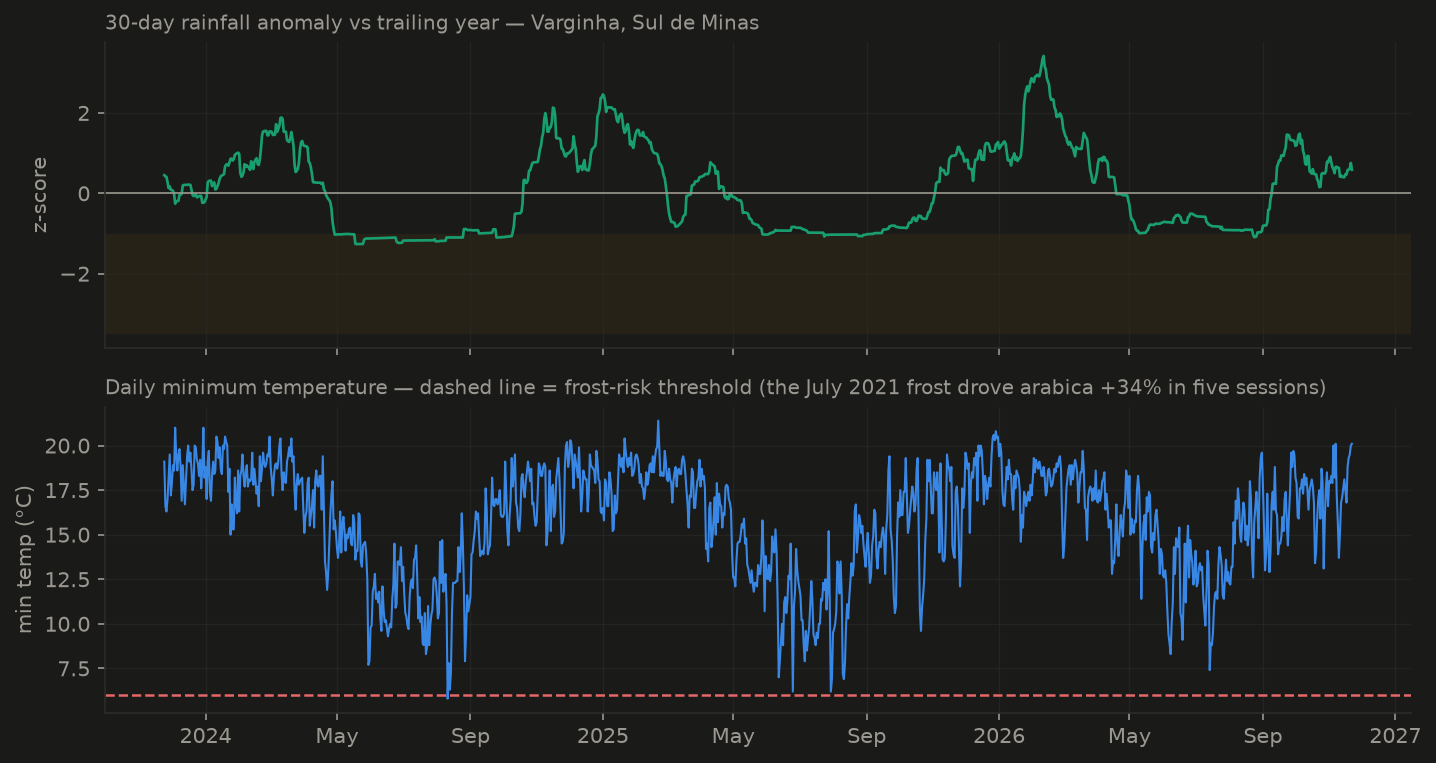 30-day rainfall anomaly vs trailing year — Varginha, Sul de Minas
z-score
2
0
−2
Daily minimum temperature — dashed line = frost-risk threshold (the July 2021 frost drove arabica +34% in five sessions)
min temp (°C)
20.0
17.5
15.0
12.5
10.0
7.5
2024 May Sep 2025 May Sep 2026 May Sep 2027